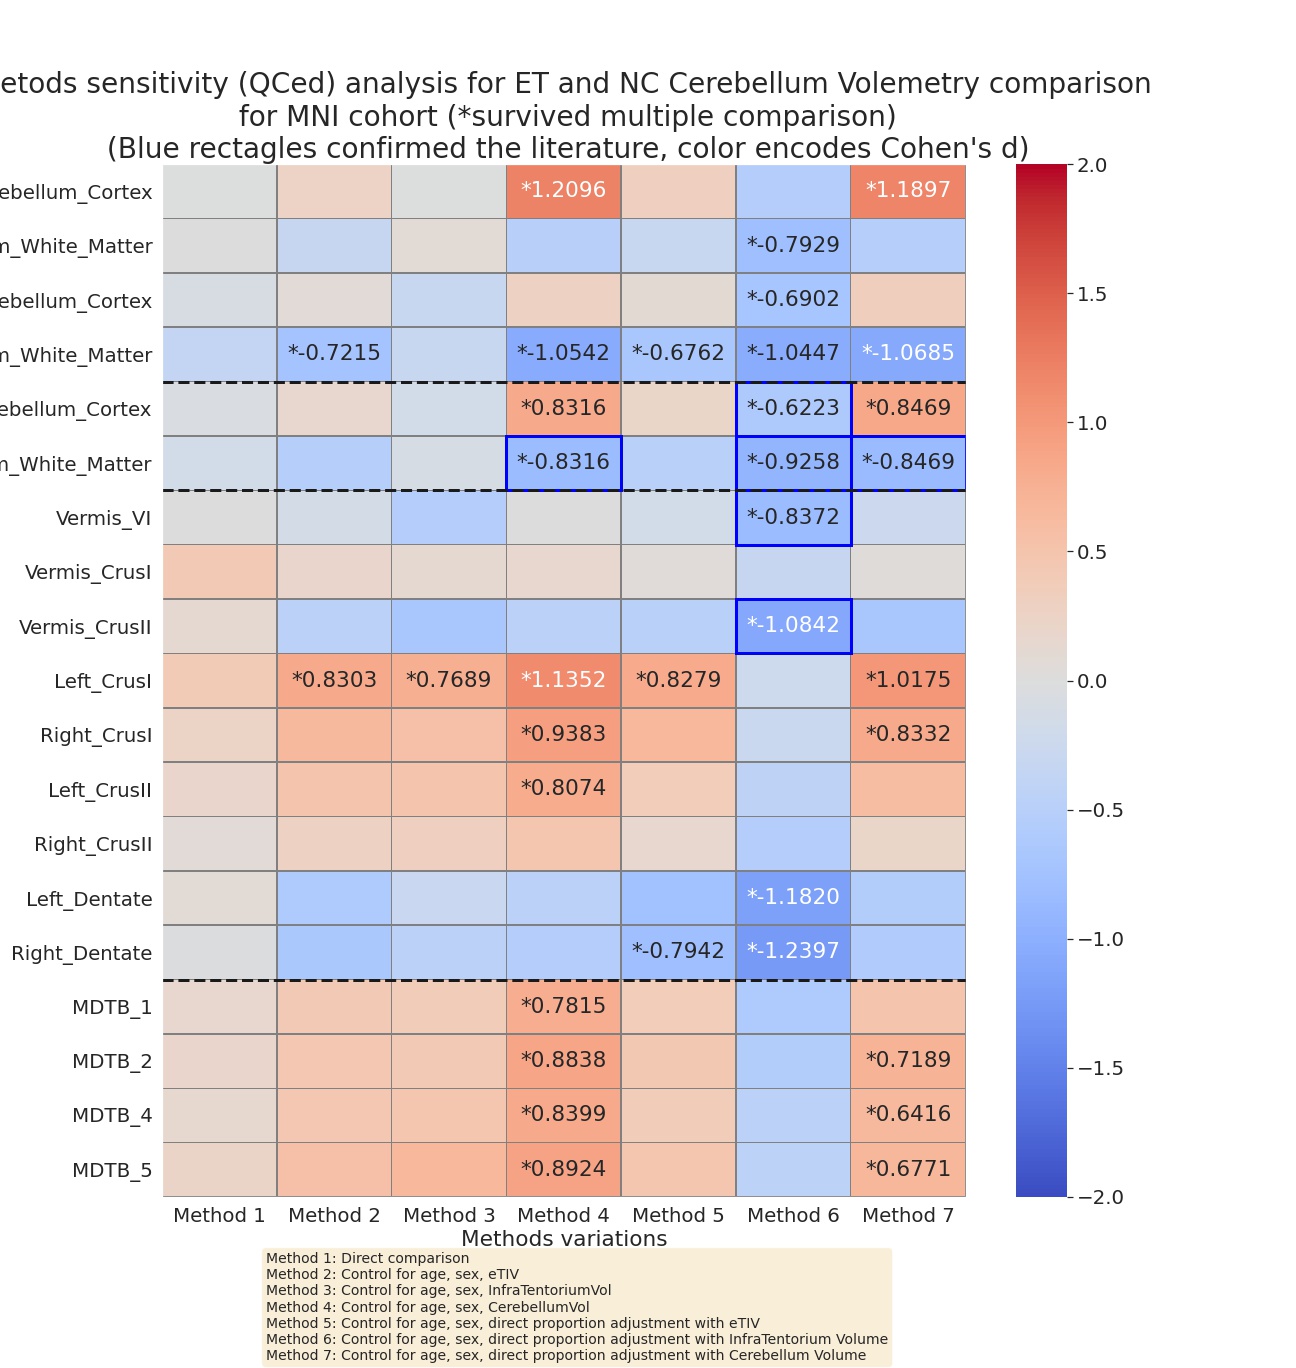 etods sensitivity (QCed) analysis for ET and NC Cerebellum Volemetry comparison
for MNI cohort (*survived multiple comparison)
(Blue rectagles confirmed the literature, color encodes Cohen's d)
ebellum_Cortex *1.2096 *1.1897
m_White_Matter *-0.7929
ebellum_Cortex *-0.6902
m_White_Matter *-0.7215 *-1.0542 *-0.6762 *-1.0447 *-1.0685
ebellum_Cortex *0.8316 *-0.6223 *0.8469
m_White_Matter *-0.8316 *-0.9258 *-0.8469
Vermis_VI *-0.8372
Vermis_CrusI
Vermis_CrusII *-1.0842
Left_CrusI *0.8303 *0.7689 *1.1352 *0.8279 *1.0175
Right_CrusI *0.9383 *0.8332
Left_CrusII *0.8074
Right_CrusII
Left_Dentate *-1.1820
Right_Dentate *-0.7942 *-1.2397
MDTB_1 *0.7815
MDTB_2 *0.8838 *0.7189
MDTB_4 *0.8399 *0.6416
MDTB_5 *0.8924 *0.6771
Method 1 Method 2 Method 3 Method 4 Method 5 Method 6 Method 7
Methods variations
2.0
1.5
1.0
0.5
0.0
−0.5
−1.0
−1.5
−2.0
Method 1: Direct comparison
Method 2: Control for age, sex, eTIV
Method 3: Control for age, sex, InfraTentoriumVol
Method 4: Control for age, sex, CerebellumVol
Method 5: Control for age, sex, direct proportion adjustment with eTIV
Method 6: Control for age, sex, direct proportion adjustment with InfraTentorium Volume
Method 7: Control for age, sex, direct proportion adjustment with Cerebellum Volume